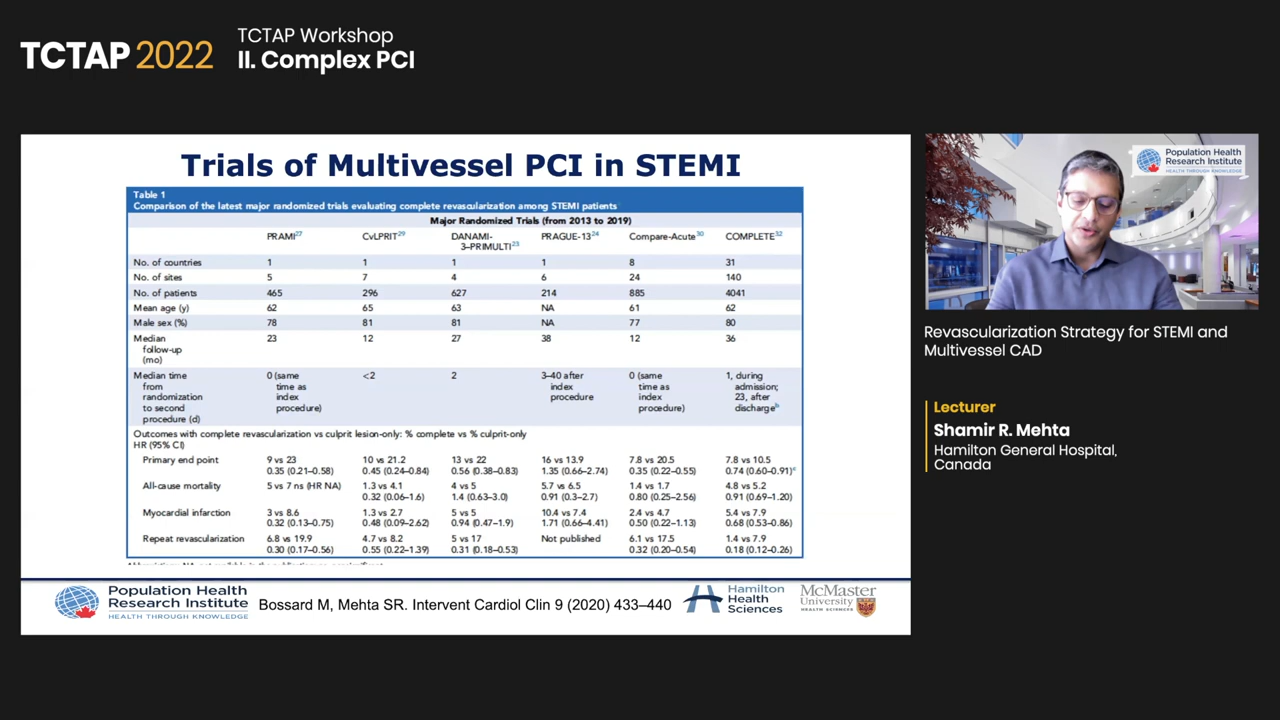 TCTAP 2022
TCTAP Workshop
II. Complex PCI
Trials of Multivessel PCI in STEMI
Table 1
Comparison of the latest major randomized trials evaluating complete revascularization among STEMI patients
Major Randomized Trials (from 2013 to 2019)
PRAMI27 CvLPRIT29 DANAMI-3–PRIMULTI23 PRAGUE-1324 Compare-Acute30 COMPLETE32
No. of countries 1 1 1 1 8 31
No. of sites 5 7 4 6 24 140
No. of patients 465 296 627 214 885 4041
Mean age (y) 62 65 63 NA 61 62
Male sex (%) 78 81 81 NA 77 80
Median follow-up (mo) 23 12 27 38 12 36
Median time from randomization to second procedure (d) 0 (same time as index procedure) <2 2 3–40 after index procedure 0 (same time as index procedure) 1, during admission; 23, after discharge
Outcomes with complete revascularization vs culprit lesion-only: % complete vs % culprit-only
HR (95% CI)
Primary end point 9 vs 23 10 vs 21.2 13 vs 22 16 vs 13.9 7.8 vs 20.5 7.8 vs 10.5
0.35 (0.21–0.58) 0.45 (0.24–0.84) 0.56 (0.38–0.83) 1.35 (0.66–2.74) 0.35 (0.22–0.55) 0.74 (0.60–0.91)
All-cause mortality 5 vs 7 ns (HR NA) 1.3 vs 4.1 4 vs 5 5.7 vs 6.5 1.4 vs 1.7 4.8 vs 5.2
0.32 (0.06–1.6) 1.4 (0.63–3.0) 0.91 (0.3–2.7) 0.80 (0.25–2.56) 0.91 (0.69–1.20)
Myocardial infarction 3 vs 8.6 1.3 vs 2.7 5 vs 5 10.4 vs 7.4 2.4 vs 4.7 5.4 vs 7.9
0.32 (0.13–0.75) 0.48 (0.09–2.62) 0.94 (0.47–1.9) 1.71 (0.66–4.41) 0.50 (0.22–1.13) 0.68 (0.53–0.86)
Repeat revascularization 6.8 vs 19.9 4.7 vs 8.2 5 vs 17 Not published 6.1 vs 17.5 1.4 vs 7.9
0.30 (0.17–0.56) 0.55 (0.22–1.39) 0.31 (0.18–0.53) 0.32 (0.20–0.54) 0.18 (0.12–0.26)
Population Health
Research Institute
HEALTH THROUGH KNOWLEDGE
Bossard M, Mehta SR. Intervent Cardiol Clin 9 (2020) 433–440
Hamilton
Health
Sciences
McMaster
University
HEALTH SCIENCES
Population Health
Research Institute
HEALTH THROUGH KNOWLEDGE
Revascularization Strategy for STEMI and
Multivessel CAD
Lecturer
Shamir R. Mehta
Hamilton General Hospital,
Canada